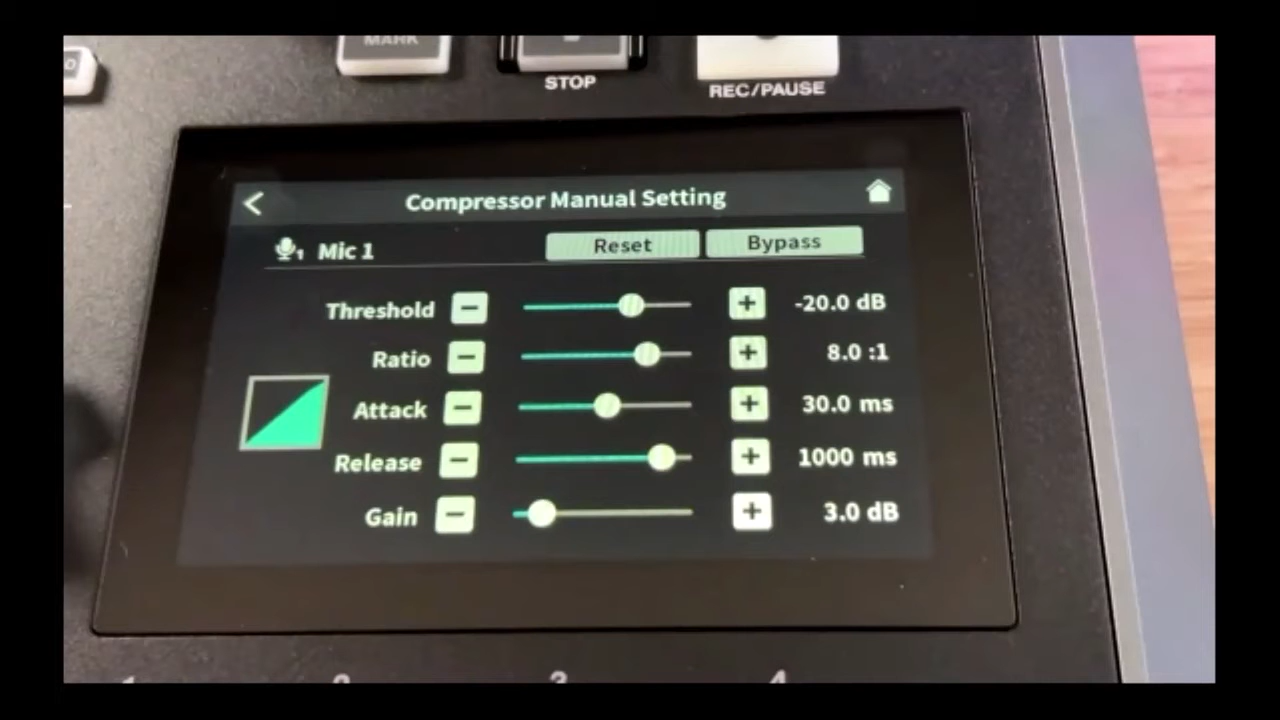 MARK
STOP
REC/PAUSE
Compressor Manual Setting
1 Mic 1
Reset
Bypass
Threshold - + -20.0 dB
Ratio - + 8.0 :1
Attack - + 30.0 ms
Release - + 1000 ms
Gain - + 3.0 dB